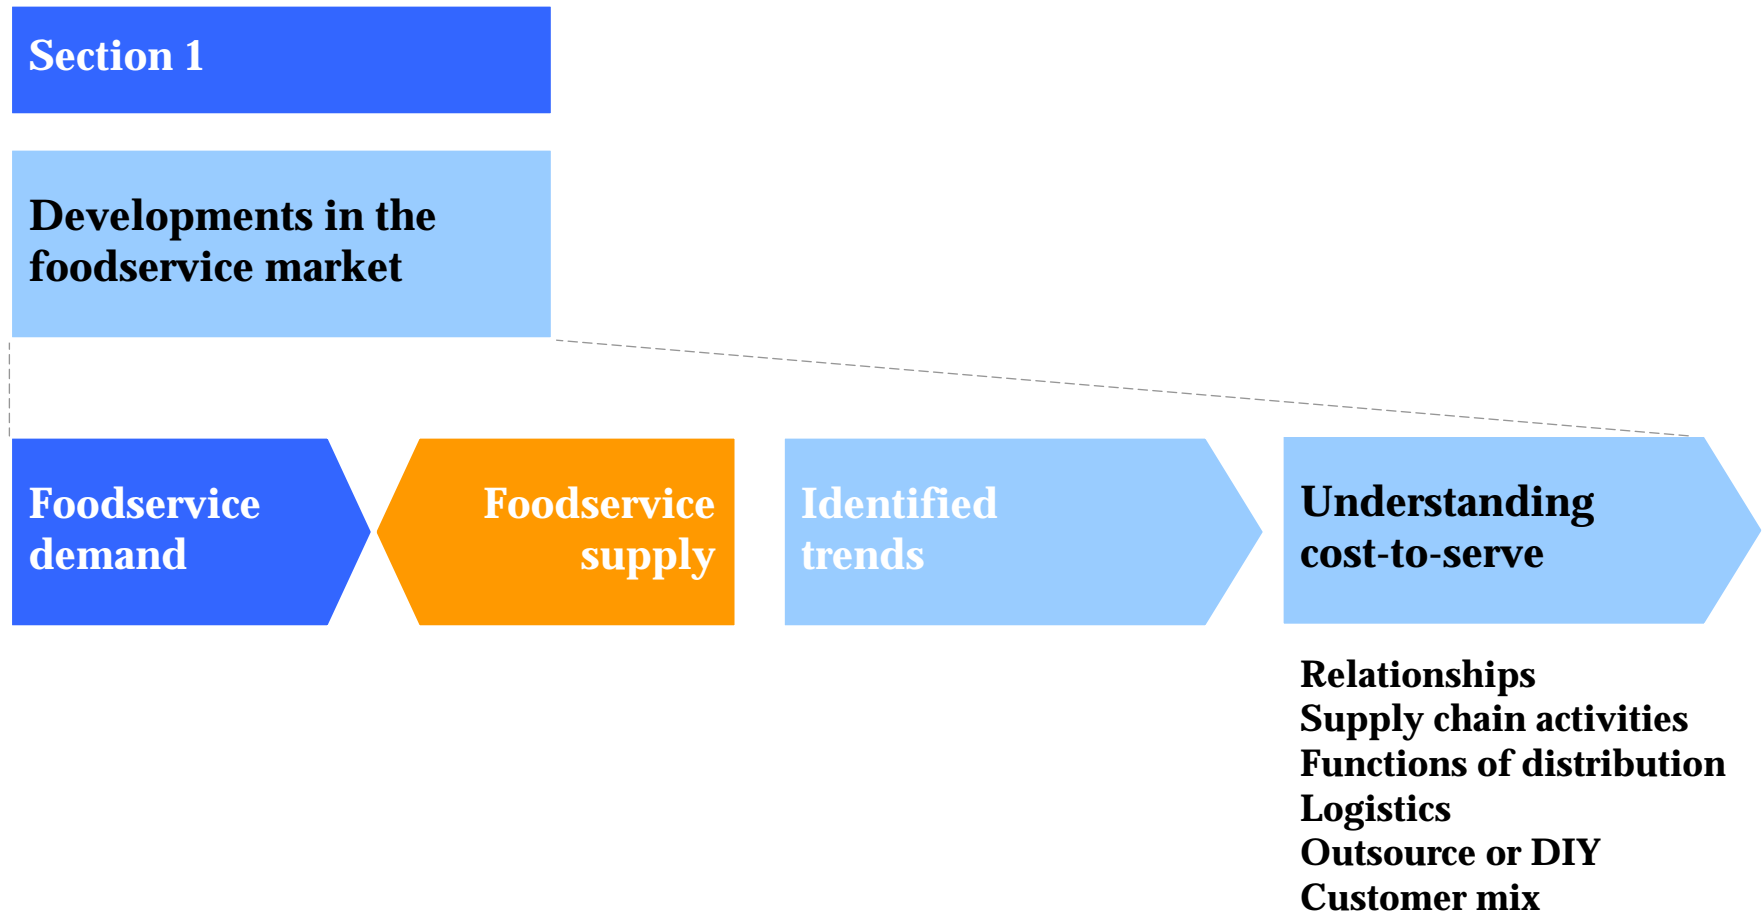 Section 1
Developments in the
foodservice market
Foodservice
demand
Foodservice
supply
Identified
trends
Understanding
cost-to-serve
Relationships
Supply chain activities
Functions of distribution
Logistics
Outsource or DIY
Customer mix